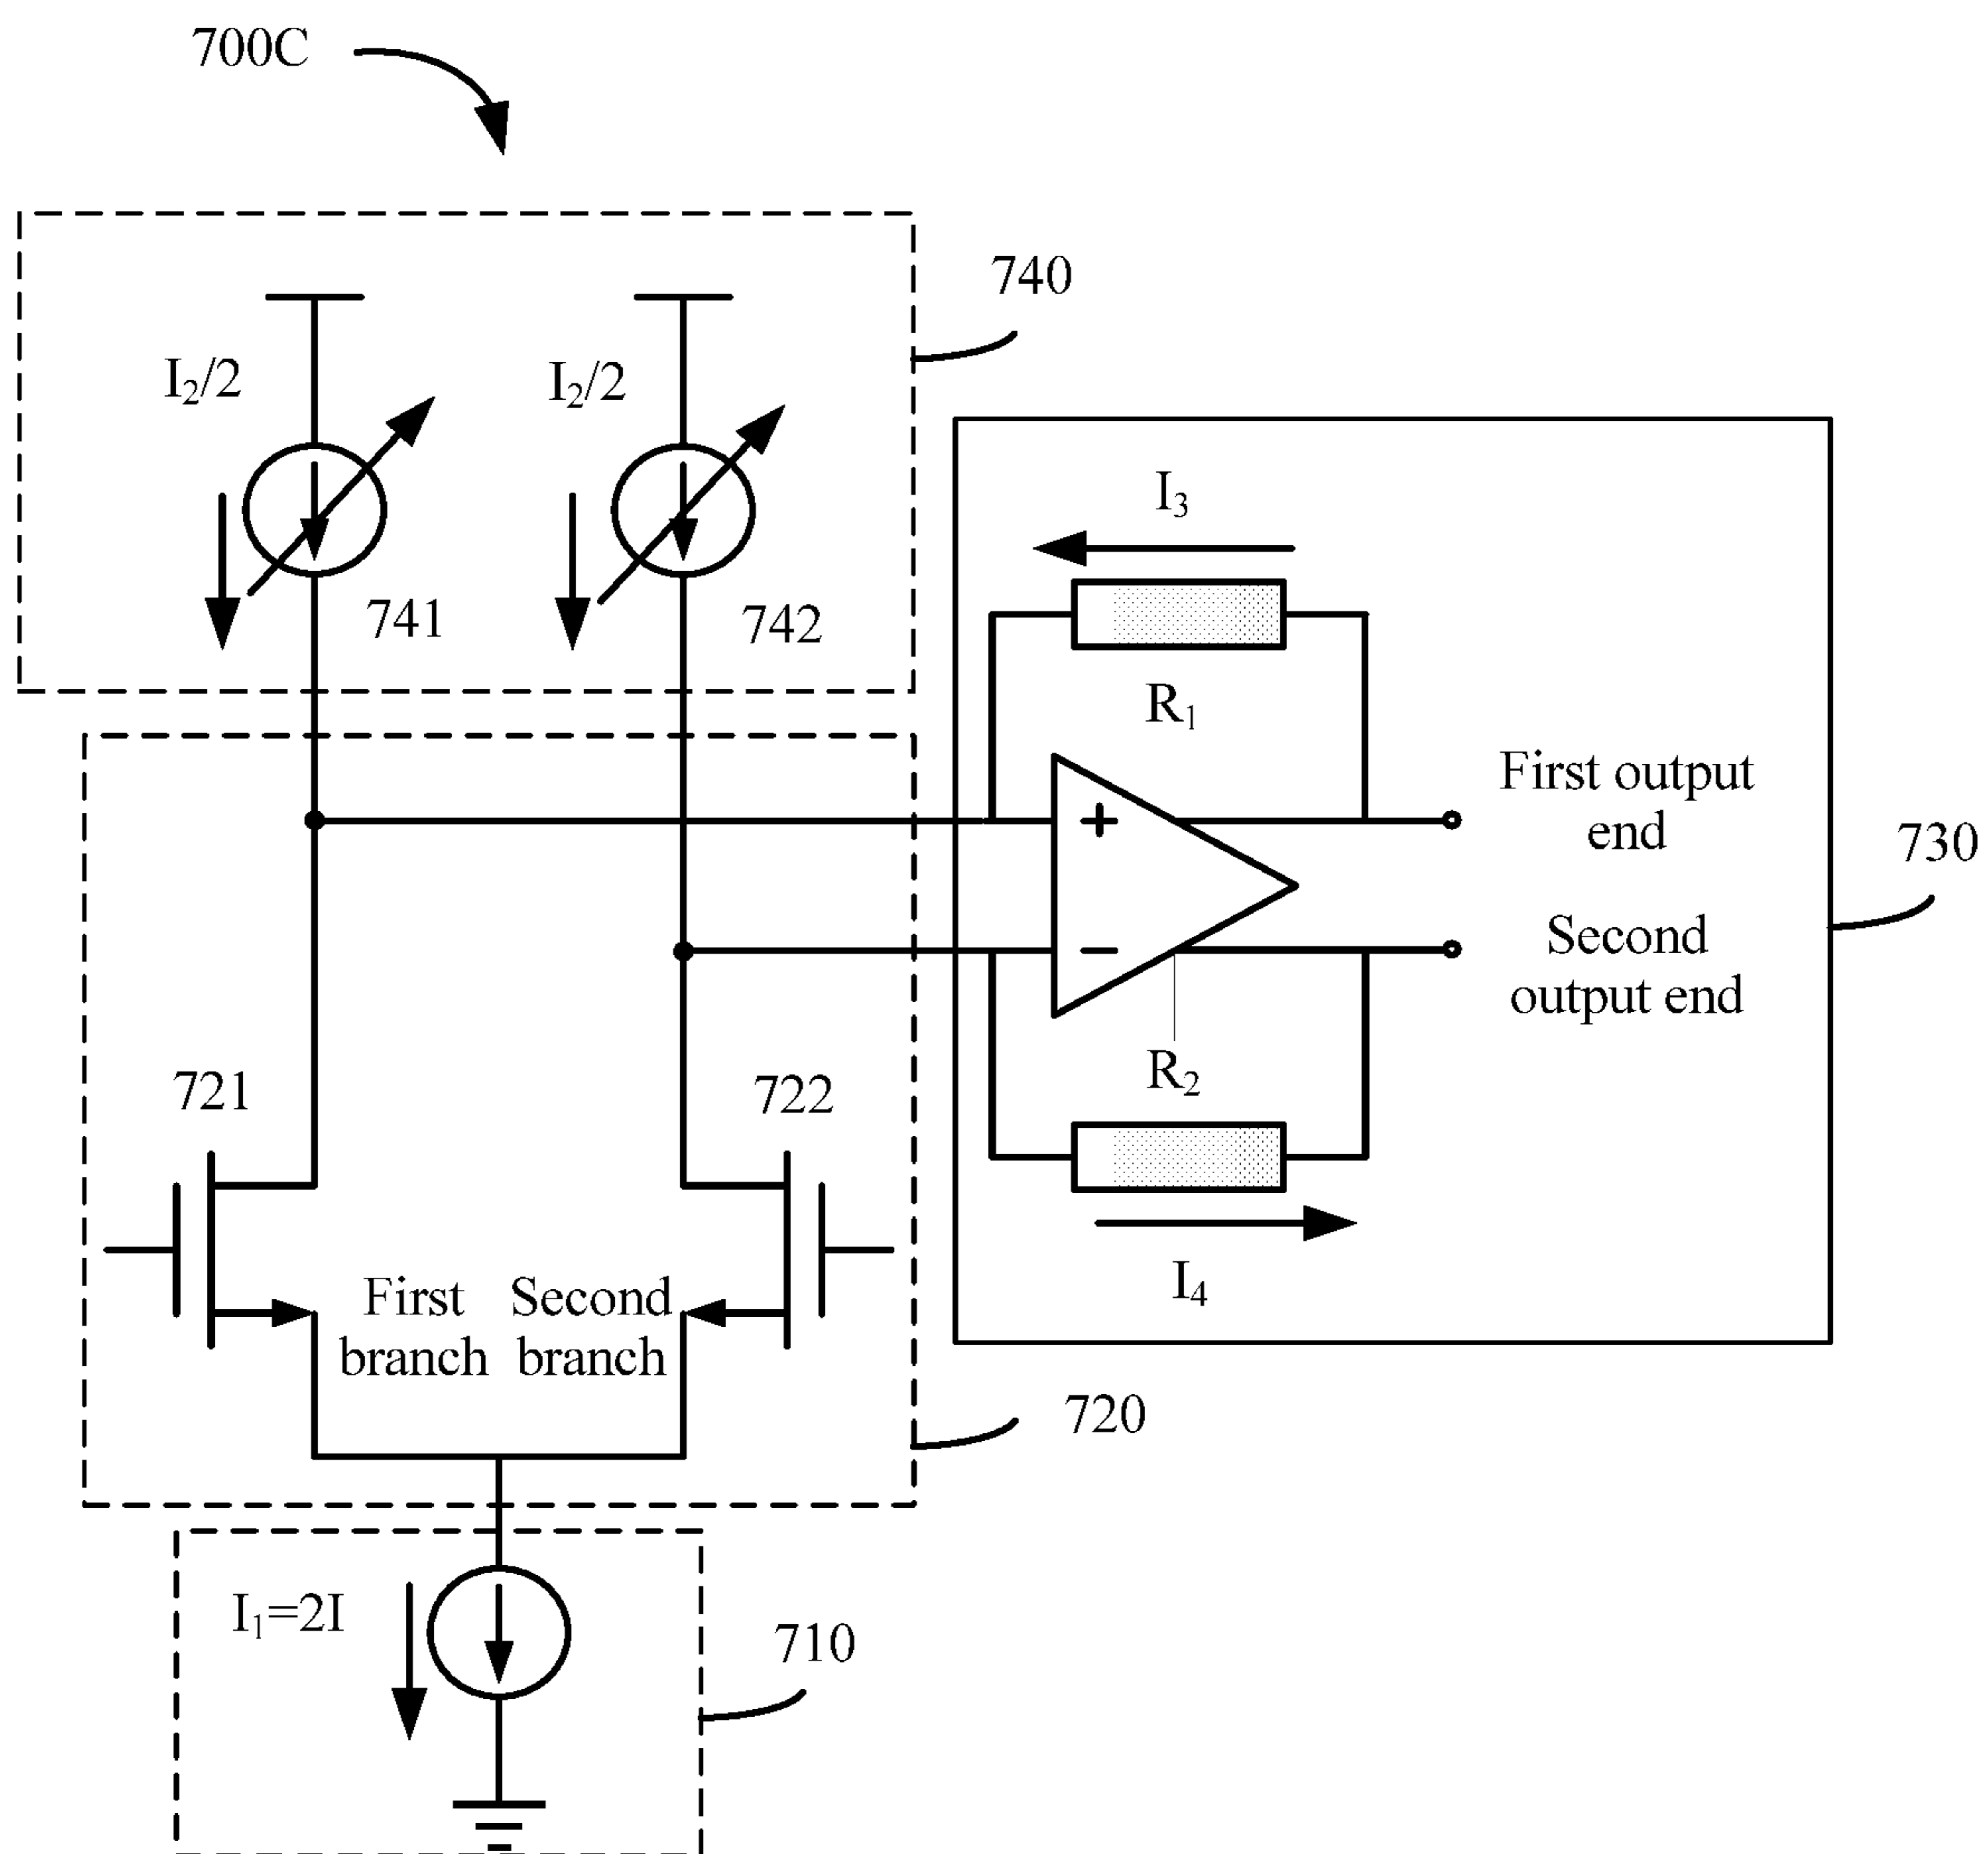 700C
740
I₂/2
I₂/2
741
742
I₃
R₁
+
First output
end
730
Second
output end
−
R₂
721
722
I₄
First
branch
Second
branch
720
I₁=2I
710